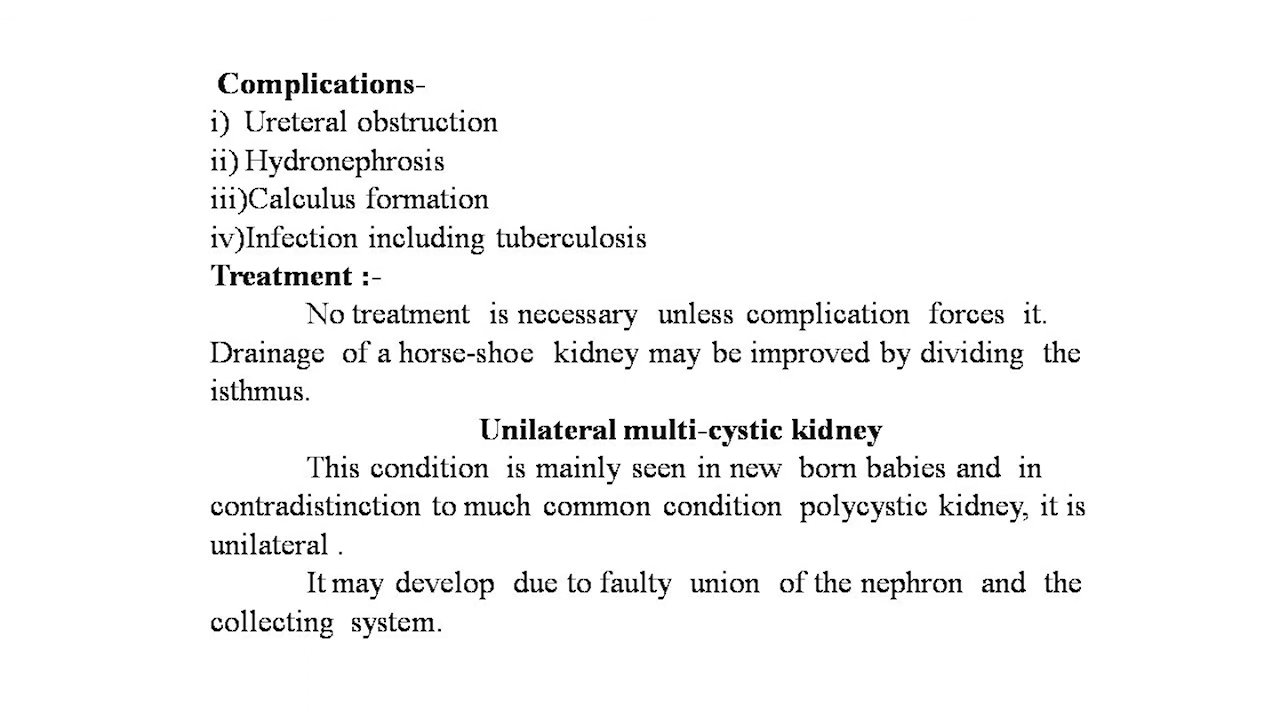 Complications-
i) Ureteral obstruction
ii) Hydronephrosis
iii)Calculus formation
iv)Infection including tuberculosis
Treatment :-
No treatment is necessary unless complication forces it.
Drainage of a horse-shoe kidney may be improved by dividing the
isthmus.
Unilateral multi-cystic kidney
This condition is mainly seen in new born babies and in
contradistinction to much common condition polycystic kidney, it is
unilateral .
It may develop due to faulty union of the nephron and the
collecting system.